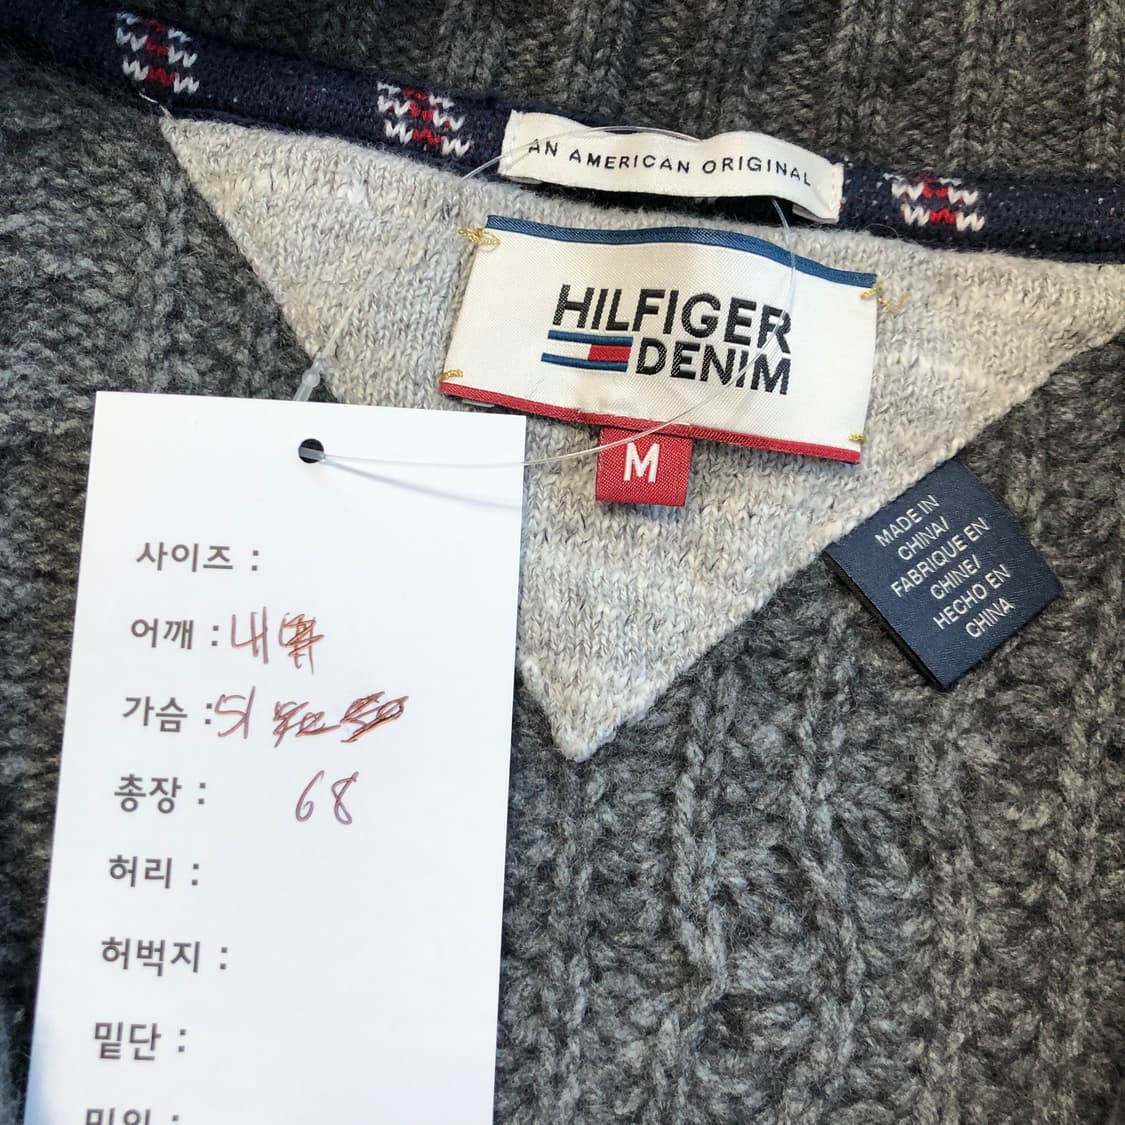 AN AMERICAN ORIGINAL
HILFIGER
DENIM
M
MADE IN
CHINA/
FABRIQUE EN
CHINE/
HECHO EN
CHINA
사이즈 :
어깨 :
가슴 : 51
총장 : 68
허리 :
허벅지 :
밑단 :